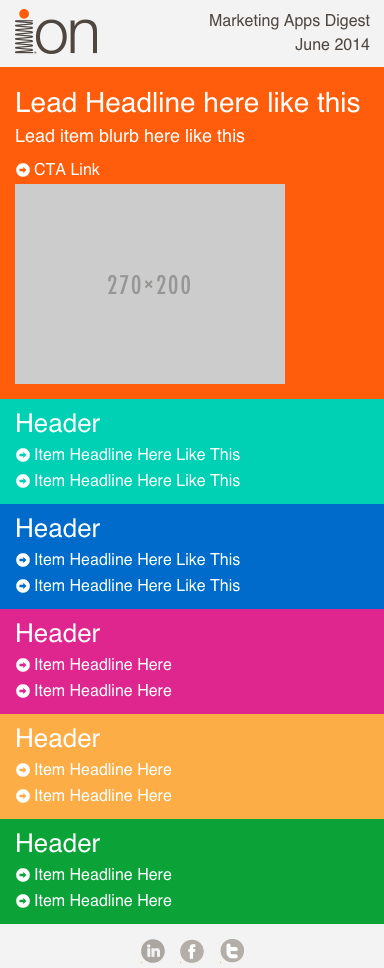 ion
Marketing Apps Digest
June 2014
Lead Headline here like this
Lead item blurb here like this
CTA Link
270×200
Header
Item Headline Here Like This
Item Headline Here Like This
Header
Item Headline Here Like This
Item Headline Here Like This
Header
Item Headline Here
Item Headline Here
Header
Item Headline Here
Item Headline Here
Header
Item Headline Here
Item Headline Here
in f t